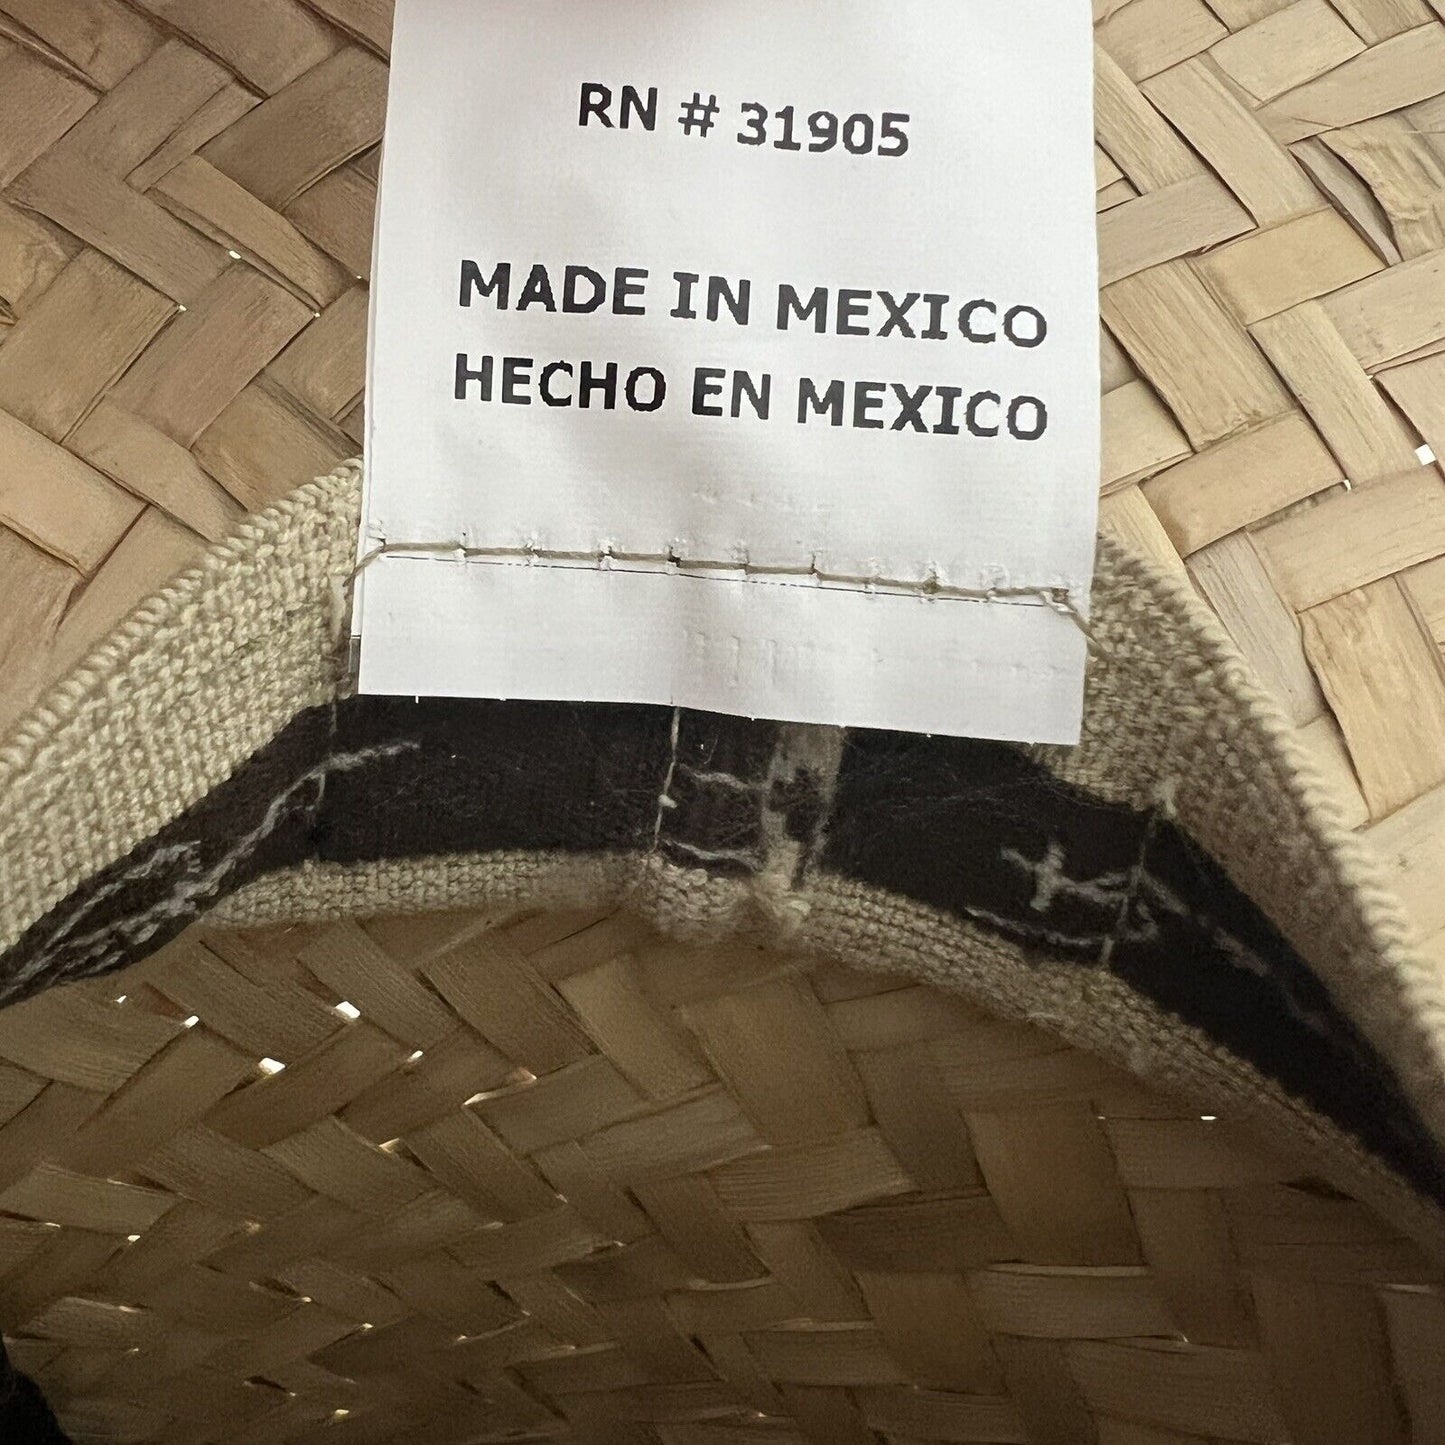 RN # 31905
MADE IN MEXICO
HECHO EN MEXICO